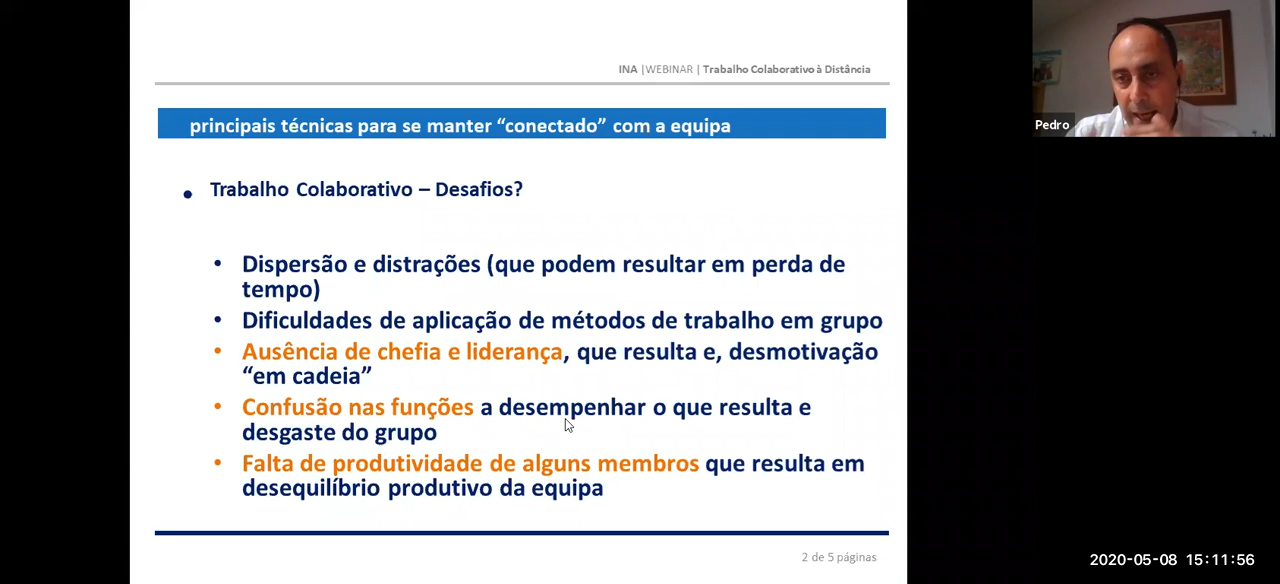 INA |WEBINAR | Trabalho Colaborativo à Distância
principais técnicas para se manter “conectado” com a equipa
• Trabalho Colaborativo – Desafios?
• Dispersão e distrações (que podem resultar em perda de
tempo)
• Dificuldades de aplicação de métodos de trabalho em grupo
• Ausência de chefia e liderança, que resulta e, desmotivação
“em cadeia”
• Confusão nas funções a desempenhar o que resulta e
desgaste do grupo
• Falta de produtividade de alguns membros que resulta em
desequilíbrio produtivo da equipa
2 de 5 páginas
Pedro
2020-05-08 15:11:56